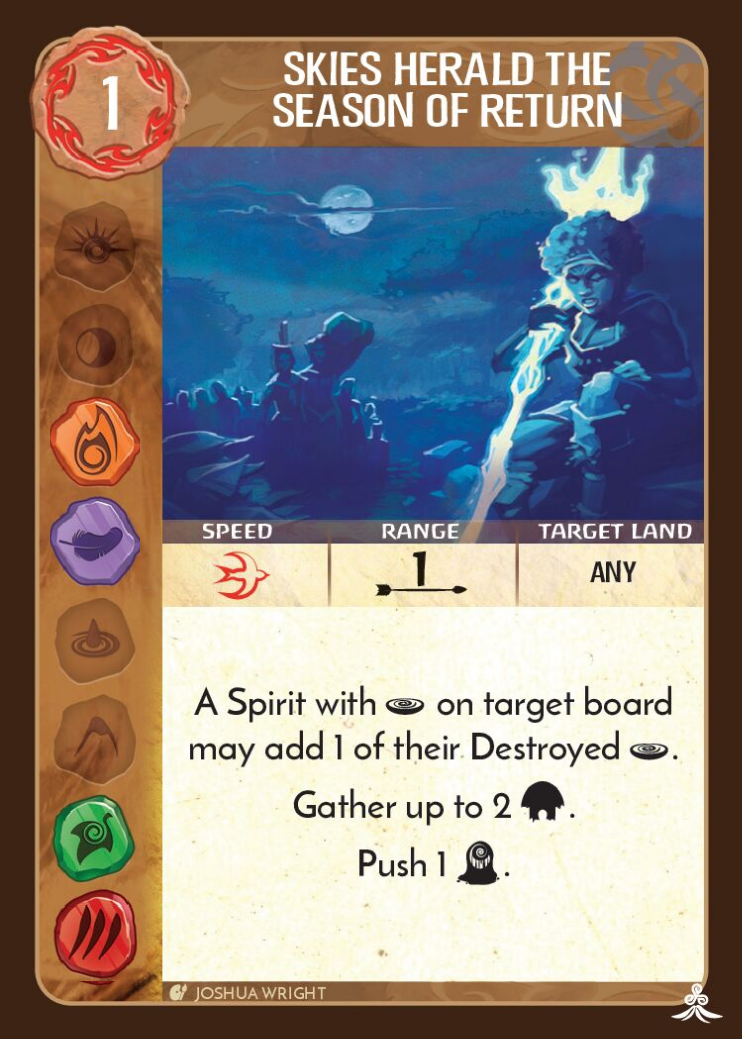 1
SKIES HERALD THE
SEASON OF RETURN
SPEED RANGE TARGET LAND
1 ANY
A Spirit with on target board
may add 1 of their Destroyed .
Gather up to 2 .
Push 1 .
JOSHUA WRIGHT